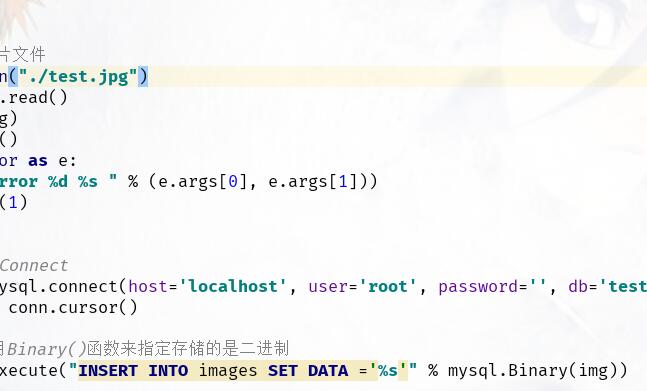 片文件
n("./test.jpg")
.read()
g)
()
or as e:
rror %d %s " % (e.args[0], e.args[1]))
(1)
Connect
ysql.connect(host='localhost', user='root', password='', db='test
conn.cursor()
用Binary()函数来指定存储的是二进制
xecute("INSERT INTO images SET DATA ='%s'" % mysql.Binary(img))